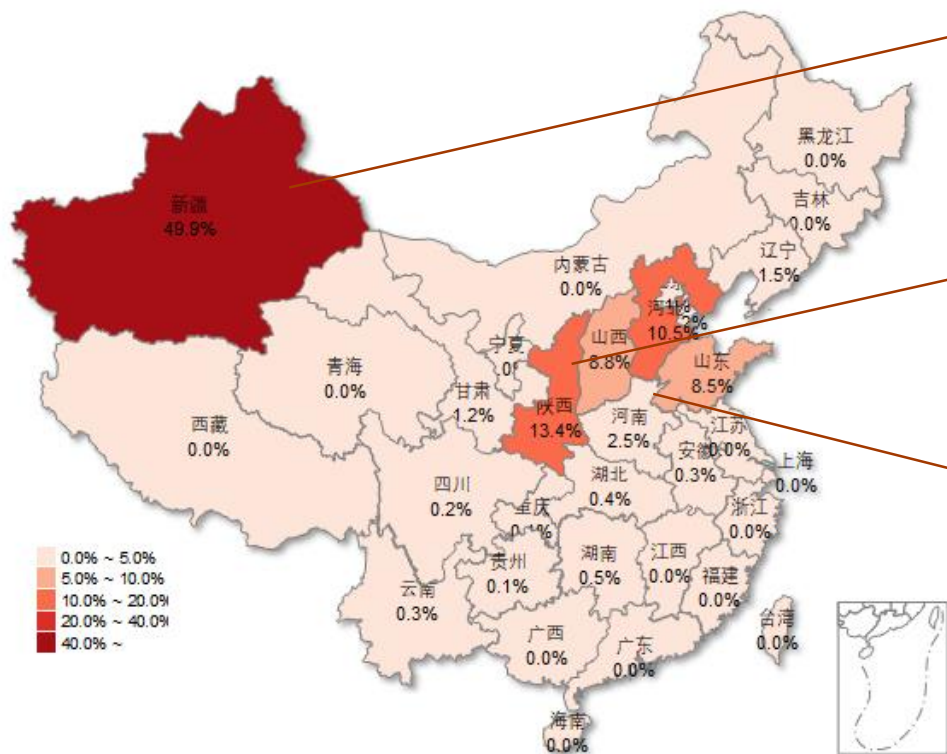 黑龙江
0.0%
吉林
0.0%
辽宁
1.5%
新疆
49.9%
内蒙古
0.0%
河北
10.5%
山西
8.8%
宁夏
山东
8.5%
青海
0.0%
甘肃
1.2%
陕西
13.4%
河南
2.5%
江苏
0.0%
西藏
0.0%
安徽
0.3%
上海
0.0%
湖北
0.4%
四川
0.2%
重庆
浙江
0.0%
贵州
0.1%
湖南
0.5%
江西
0.0%
福建
0.0%
云南
0.3%
台湾
0.0%
广西
0.0%
广东
0.0%
海南
0.0%
0.0% ~ 5.0%
5.0% ~ 10.0%
10.0% ~ 20.0%
20.0% ~ 40.0%
40.0% ~